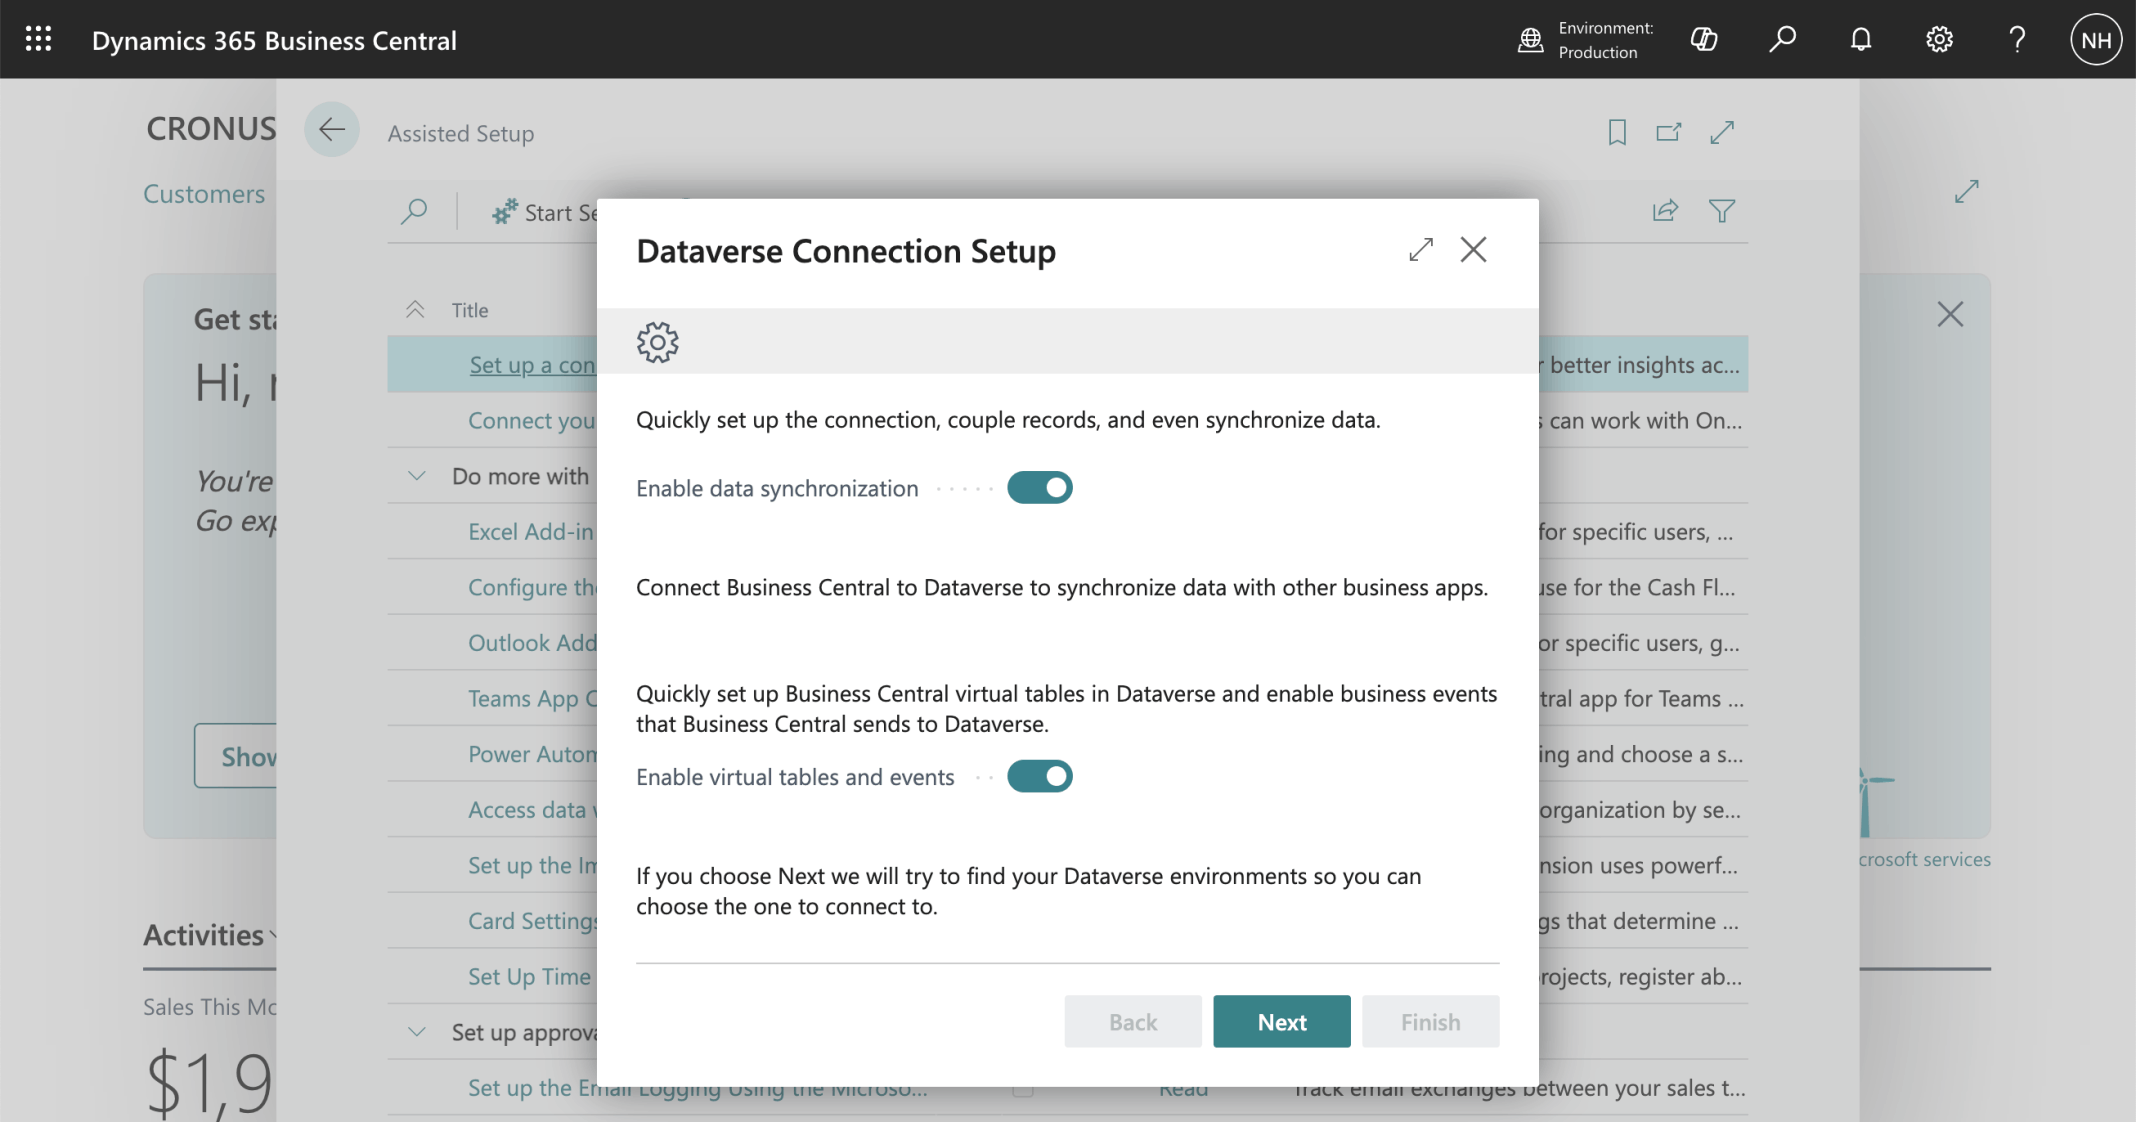 Dynamics 365 Business Central
Environment:
Production
NH
CRONUS
Assisted Setup
Customers
Start Se
Dataverse Connection Setup
Get sta
Title
Hi,
Set up a con
r better insights ac...
Connect you
s can work with On...
Quickly set up the connection, couple records, and even synchronize data.
You're
Go exp
Do more with
Enable data synchronization
Excel Add-in
for specific users, ...
Configure the
use for the Cash Fl...
Connect Business Central to Dataverse to synchronize data with other business apps.
Outlook Add
or specific users, g...
Teams App C
tral app for Teams ...
Quickly set up Business Central virtual tables in Dataverse and enable business events
that Business Central sends to Dataverse.
Show
Power Autom
ing and choose a s...
Enable virtual tables and events
Access data
organization by se...
Set up the Im
nsion uses powerf...
crosoft services
If you choose Next we will try to find your Dataverse environments so you can
choose the one to connect to.
Card Settings
gs that determine ...
Activities
Set Up Time
projects, register ab...
Sales This Mo
Back
Next
Finish
Set up approva
$1,9
Set up the Email Logging Using the Microso...
Read
Track email exchanges between your sales t...